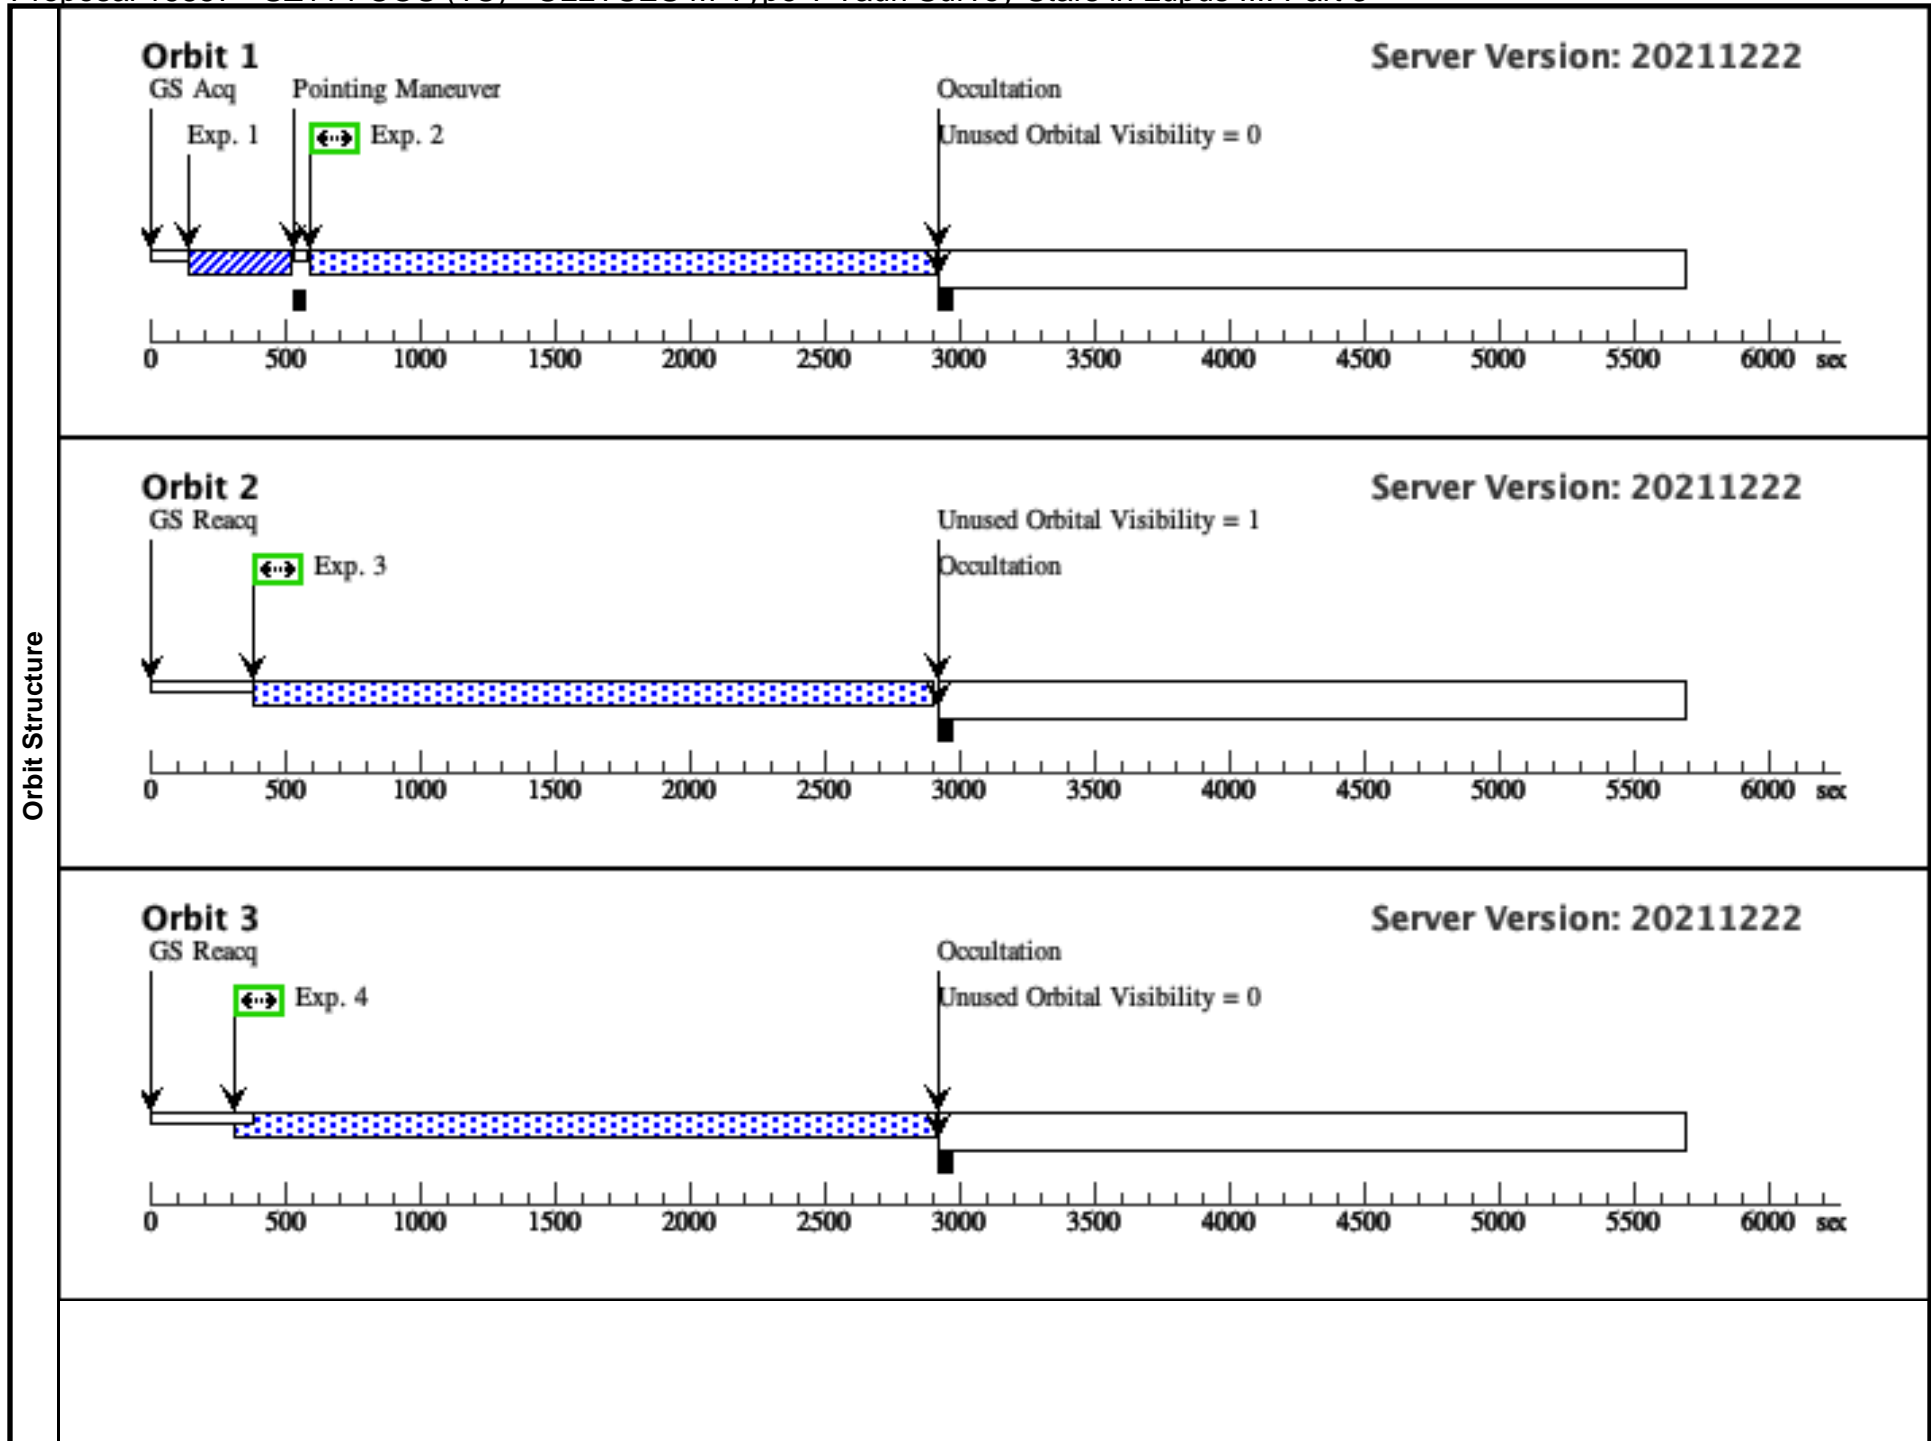 Orbit Structure
Orbit 1
Server Version: 20211222
GS Acq
Pointing Maneuver
Occultation
Exp. 1
Exp. 2
Unused Orbital Visibility = 0
0 500 1000 1500 2000 2500 3000 3500 4000 4500 5000 5500 6000 sec
Orbit 2
Server Version: 20211222
GS Reacq
Unused Orbital Visibility = 1
Exp. 3
Occultation
0 500 1000 1500 2000 2500 3000 3500 4000 4500 5000 5500 6000 sec
Orbit 3
Server Version: 20211222
GS Reacq
Occultation
Exp. 4
Unused Orbital Visibility = 0
0 500 1000 1500 2000 2500 3000 3500 4000 4500 5000 5500 6000 sec